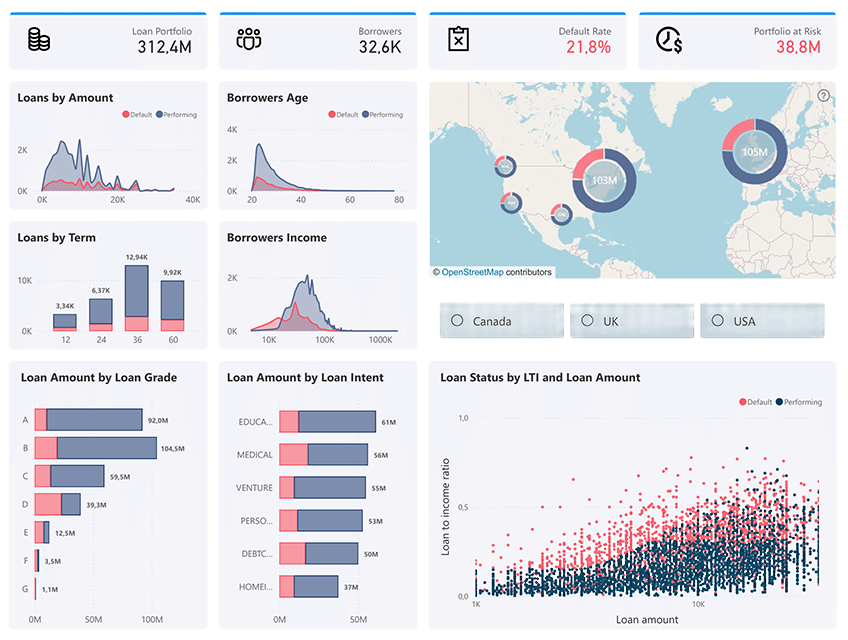 Loan Portfolio
312,4M
Borrowers
32,6K
Default Rate
21,8%
Portfolio at Risk
38,8M
Loans by Amount
Default Performing
2K
0K
0K 20K 40K
Borrowers Age
Default Performing
4K
2K
0K
20 40 60 80
?
103M
105M
© OpenStreetMap contributors
Loans by Term
12,94K
9,92K
6,37K
3,34K
10K
0K
12 24 36 60
Borrowers Income
2K
0K
10K 100K 1000K
Canada
UK
USA
Loan Amount by Loan Grade
A 92,0M
B 104,5M
C 59,5M
D 39,3M
E 12,5M
F 3,5M
G 1,1M
0M 50M 100M
Loan Amount by Loan Intent
EDUCA... 61M
MEDICAL 56M
VENTURE 55M
PERSO... 53M
DEBTC... 50M
HOMEI... 37M
0M 50M
Loan Status by LTI and Loan Amount
Default Performing
1,0
0,5
0,0
Loan to income ratio
1K 10K
Loan amount